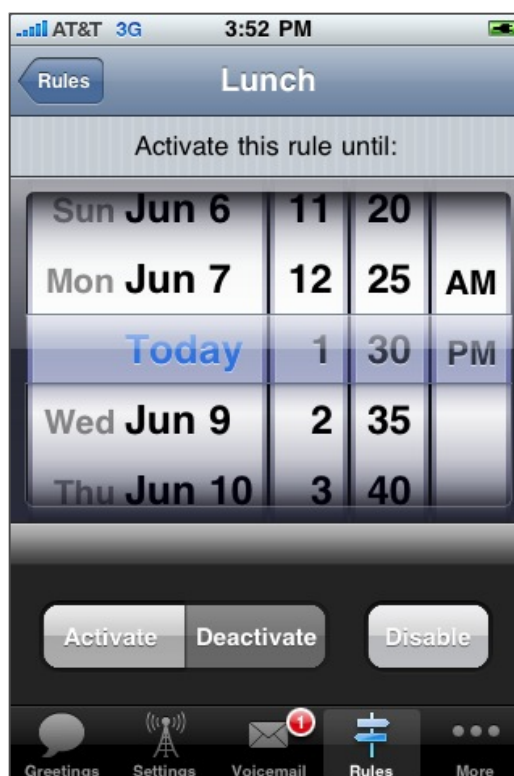 AT&T 3G 3:52 PM
Rules Lunch
Activate this rule until:
Sun Jun 6 11 20
Mon Jun 7 12 25 AM
Today 1 30 PM
Wed Jun 9 2 35
Thu Jun 10 3 40
Activate Deactivate Disable
1
Greetings Settings Voicemail Rules More